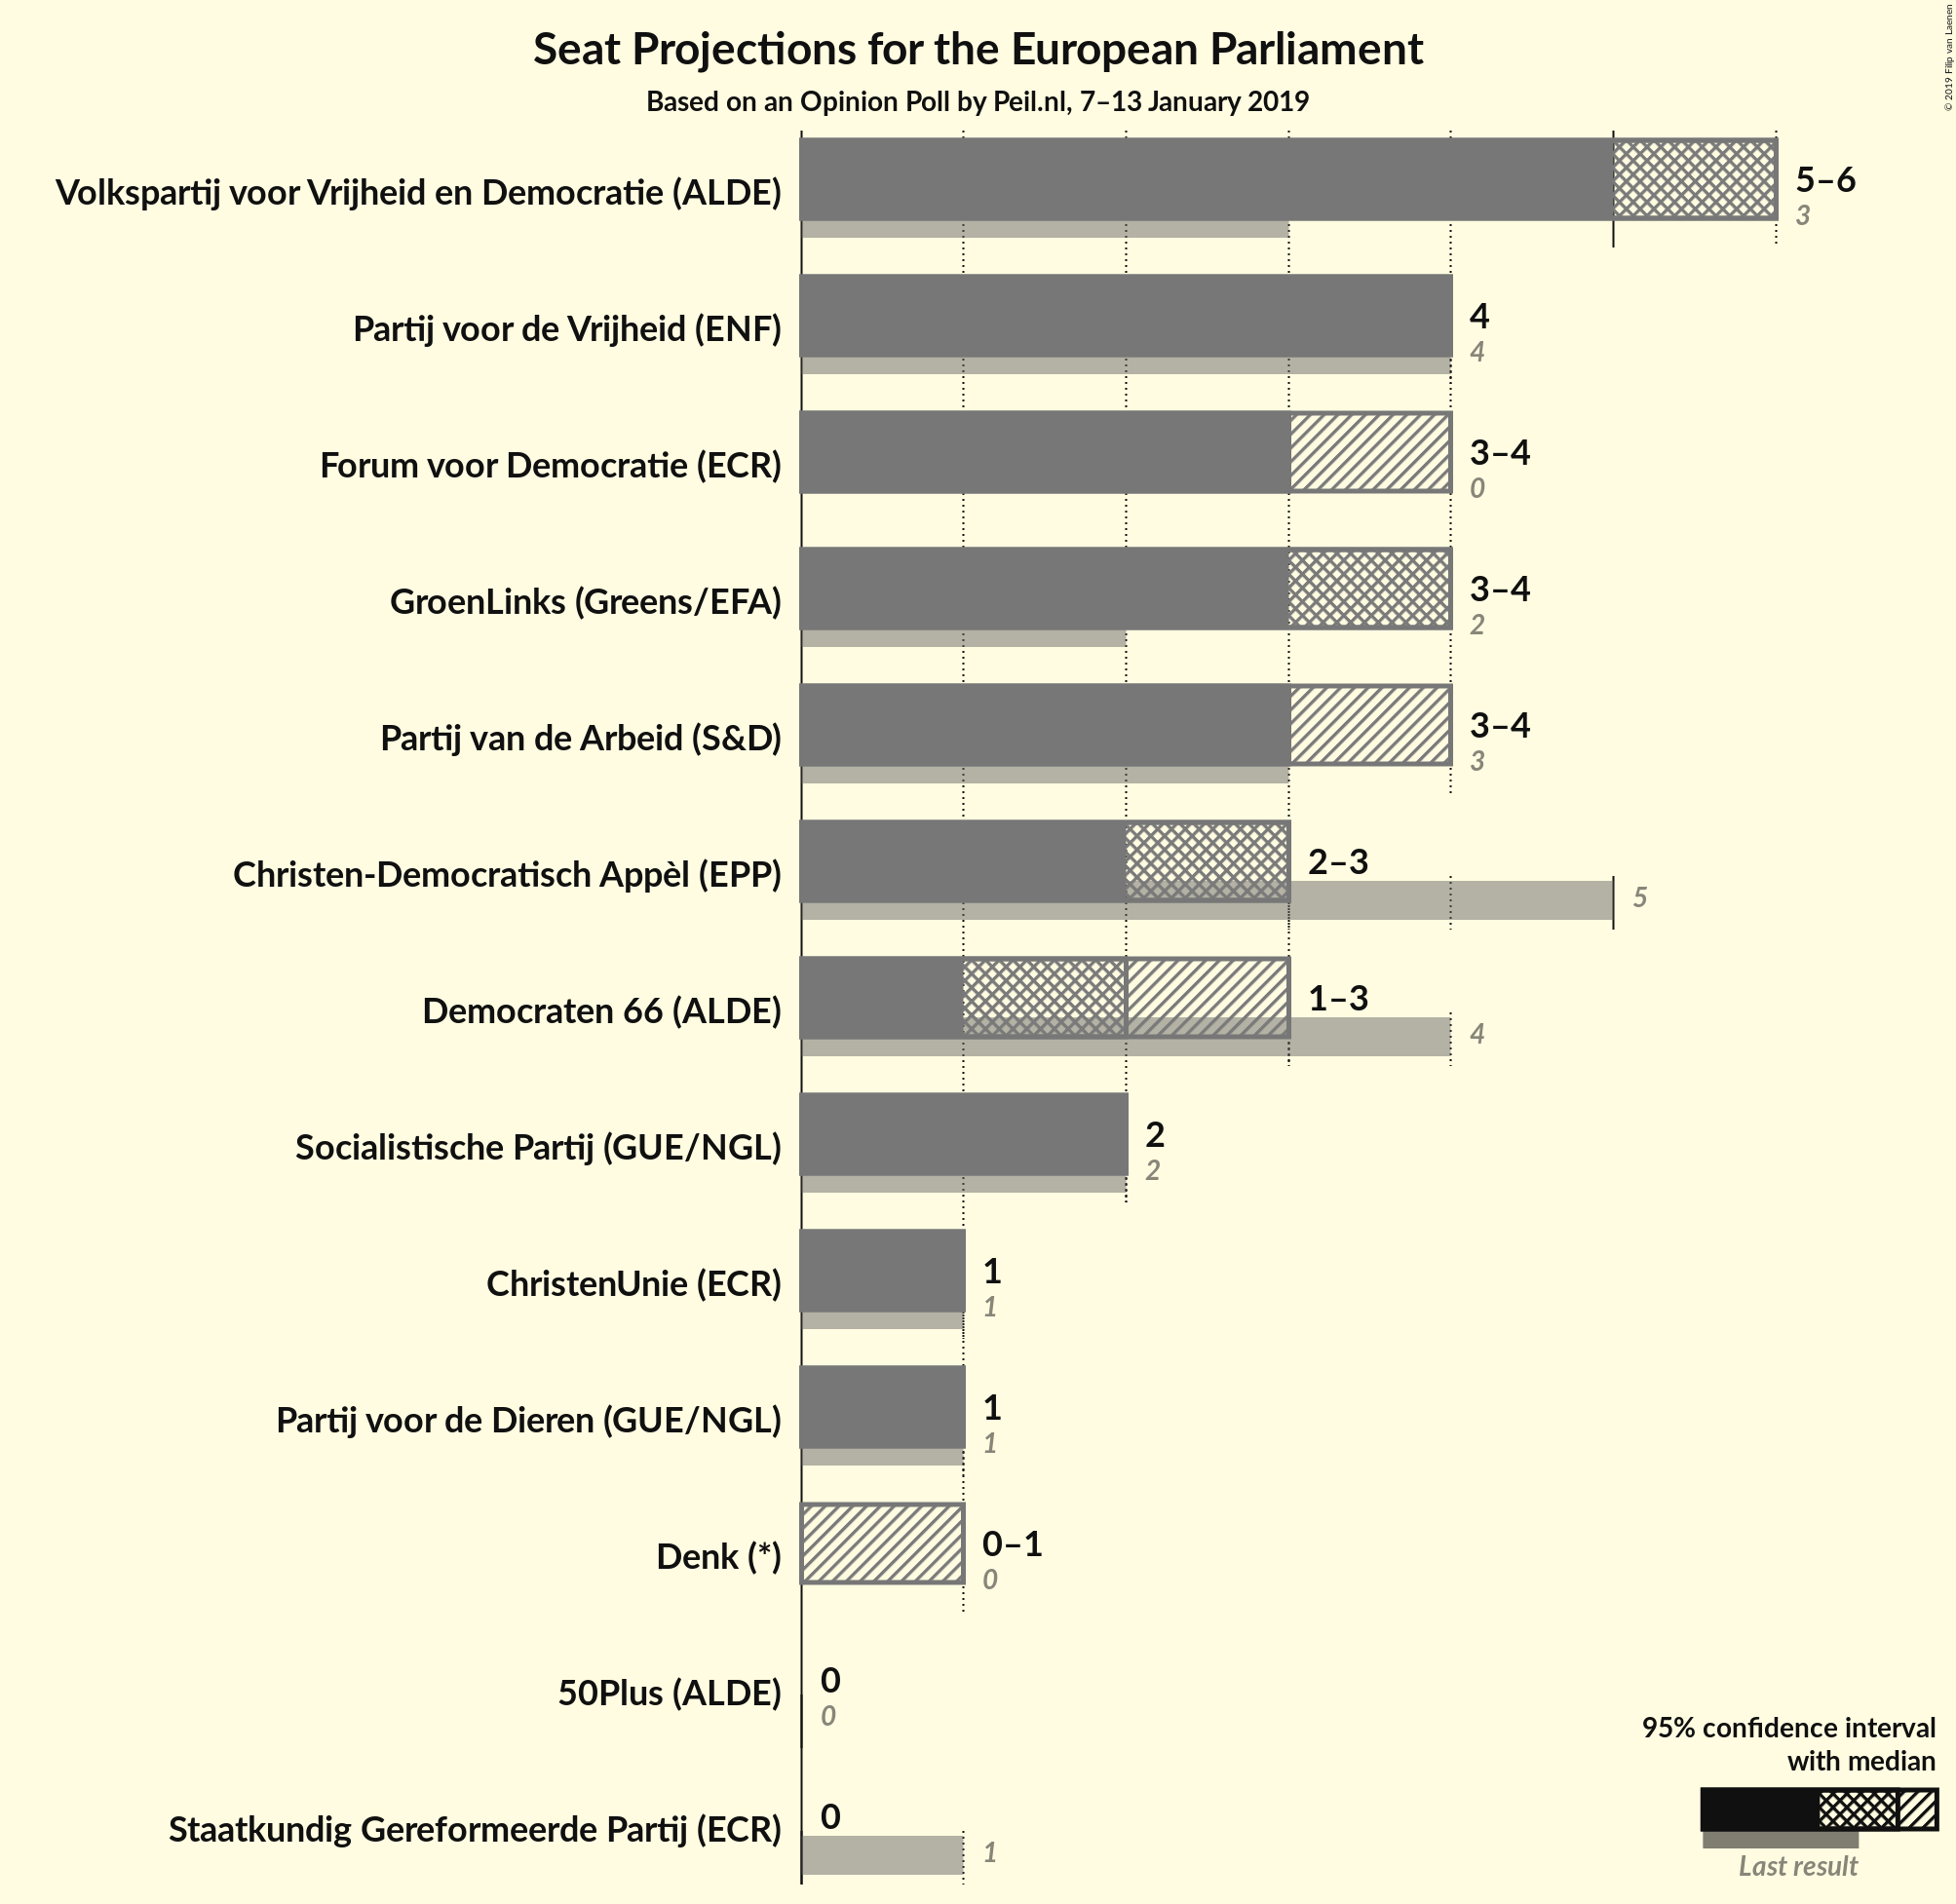 Seat Projections for the European Parliament
Based on an Opinion Poll by Peil.nl, 7–13 January 2019
© 2019 Filip van Laenen
Volkspartij voor Vrijheid en Democratie (ALDE)
5–6
3
Partij voor de Vrijheid (ENF)
4
4
Forum voor Democratie (ECR)
3–4
0
GroenLinks (Greens/EFA)
3–4
2
Partij van de Arbeid (S&D)
3–4
3
Christen-Democratisch Appèl (EPP)
2–3
5
Democraten 66 (ALDE)
1–3
4
Socialistische Partij (GUE/NGL)
2
2
ChristenUnie (ECR)
1
1
Partij voor de Dieren (GUE/NGL)
1
1
Denk (*)
0–1
0
50Plus (ALDE)
0
0
Staatkundig Gereformeerde Partij (ECR)
0
1
95% confidence interval
with median
Last result